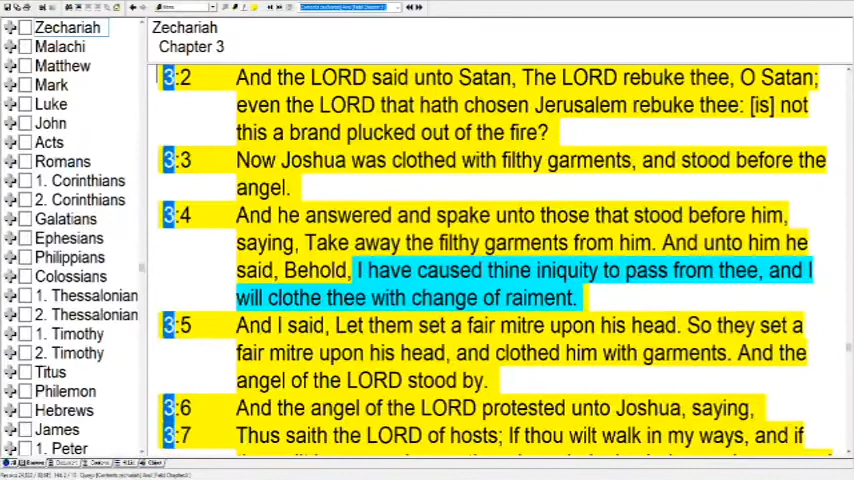 Zechariah
Malachi
Matthew
Mark
Luke
John
Acts
Romans
1. Corinthians
2. Corinthians
Galatians
Ephesians
Philippians
Colossians
1. Thessalonian
2. Thessalonian
1. Timothy
2. Timothy
Titus
Philemon
Hebrews
James
1. Peter
Zechariah
Chapter 3
3:2 And the LORD said unto Satan, The LORD rebuke thee, O Satan;
even the LORD that hath chosen Jerusalem rebuke thee: [is] not
this a brand plucked out of the fire?
3:3 Now Joshua was clothed with filthy garments, and stood before the
angel.
3:4 And he answered and spake unto those that stood before him,
saying, Take away the filthy garments from him. And unto him he
said, Behold, I have caused thine iniquity to pass from thee, and I
will clothe thee with change of raiment.
3:5 And I said, Let them set a fair mitre upon his head. So they set a
fair mitre upon his head, and clothed him with garments. And the
angel of the LORD stood by.
3:6 And the angel of the LORD protested unto Joshua, saying,
3:7 Thus saith the LORD of hosts; If thou wilt walk in my ways, and if